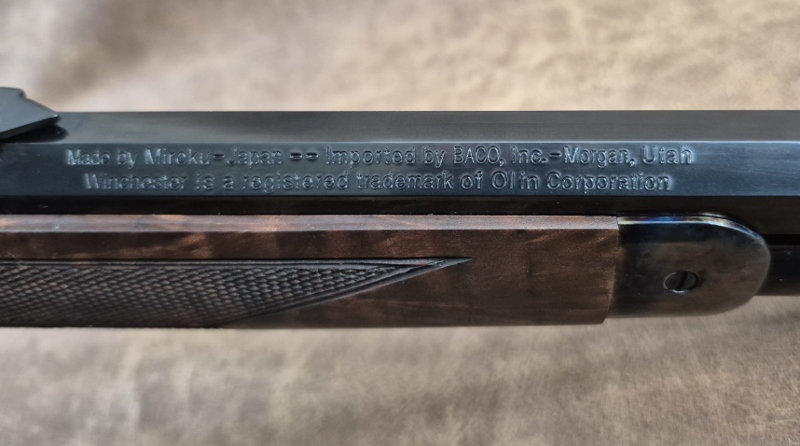 Made by Miroku-Japan -- Imported by BACO, Inc.-Morgan, Utah
Winchester is a registered trademark of Olin Corporation